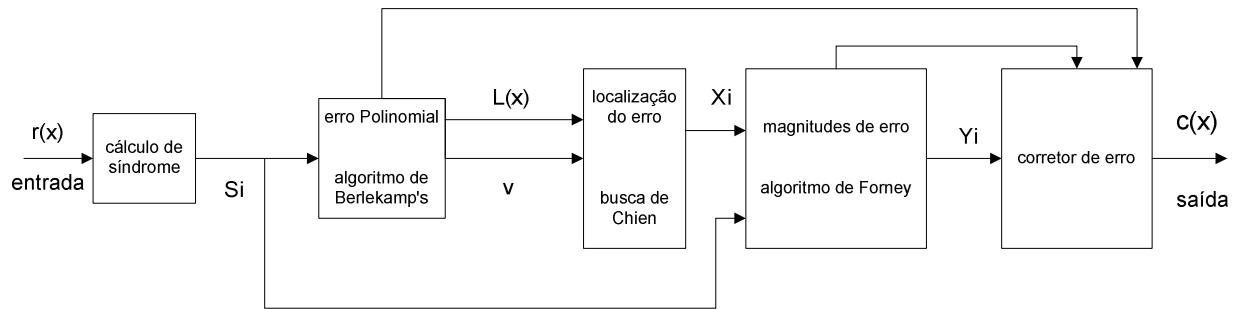 r(x)
entrada
cálculo de
síndrome
Si
erro Polinomial
algoritmo de
Berlekamp's
L(x)
v
localização
do erro
busca de
Chien
Xi
magnitudes de erro
algoritmo de Forney
Yi
corretor de erro
c(x)
saída